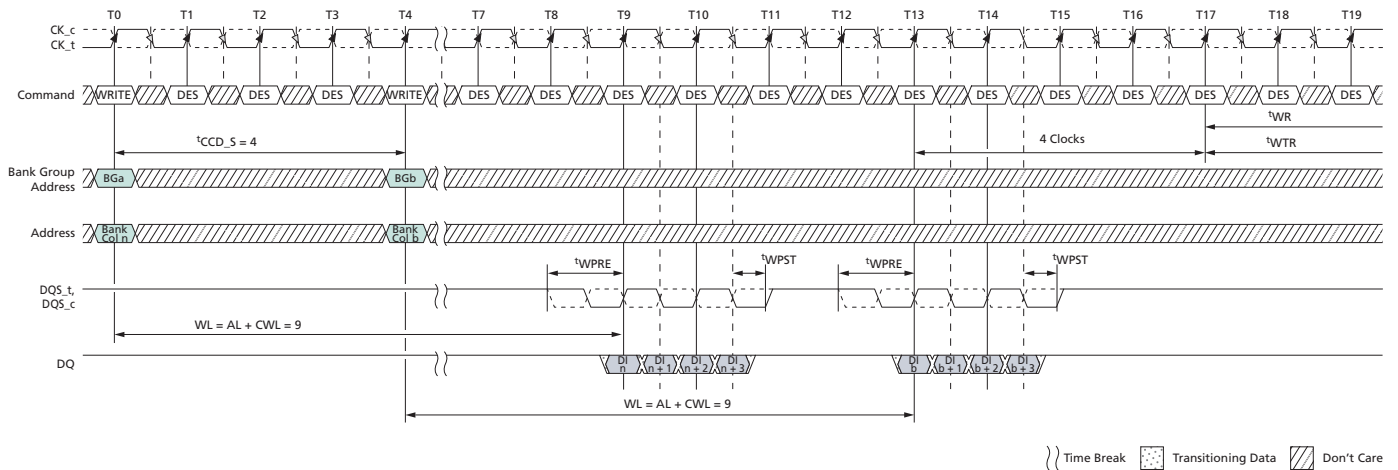 T0 T1 T2 T3 T4 T7 T8 T9 T10 T11 T12 T13 T14 T15 T16 T17 T18 T19
CK_c
CK_t
Command WRITE DES DES DES WRITE DES DES DES DES DES DES DES DES DES DES DES DES DES
tWR
tCCD_S = 4 4 Clocks tWTR
Bank Group
Address BGa BGb
Address Bank
Col n Bank
Col b
tWPRE tWPST tWPRE tWPST
DQS_t,
DQS_c
WL = AL + CWL = 9
DQ DI
n DI
n + 1 DI
n + 2 DI
n + 3 DI
b DI
b + 1 DI
b + 2 DI
b + 3
WL = AL + CWL = 9
Time Break Transitioning Data Don't Care